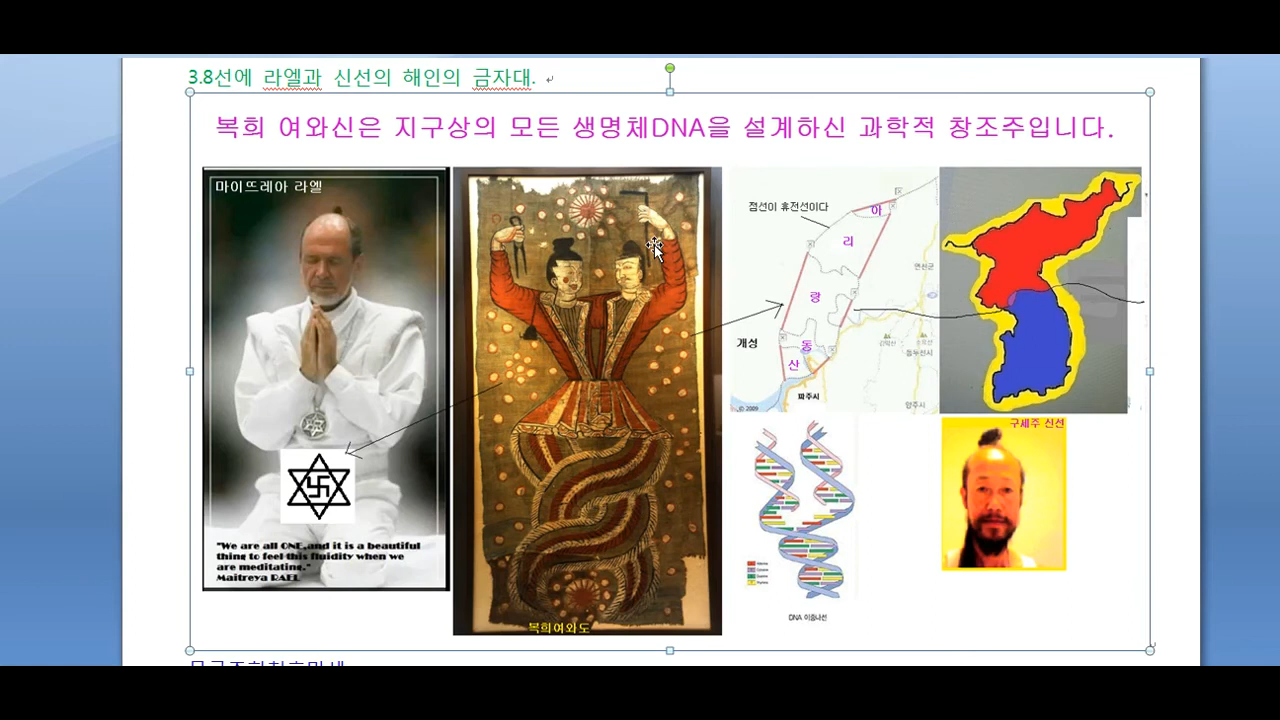 3.8선에 라엘과 신선의 해인의 금자대.
복희 여와신은 지구상의 모든 생명체DNA을 설계하신 과학적 창조주입니다.
마이뜨레아 라엘
"We are all ONE,and it is a beautiful
thing to feel this fluidity when we
are meditating."
Maitreya RAEL
복희여와도
점선이 휴전선이다
아
리
랑
동
산
개성
연천군
동두천시
양주시
파주시
© 2009
DNA 이중나선
구세주 신선